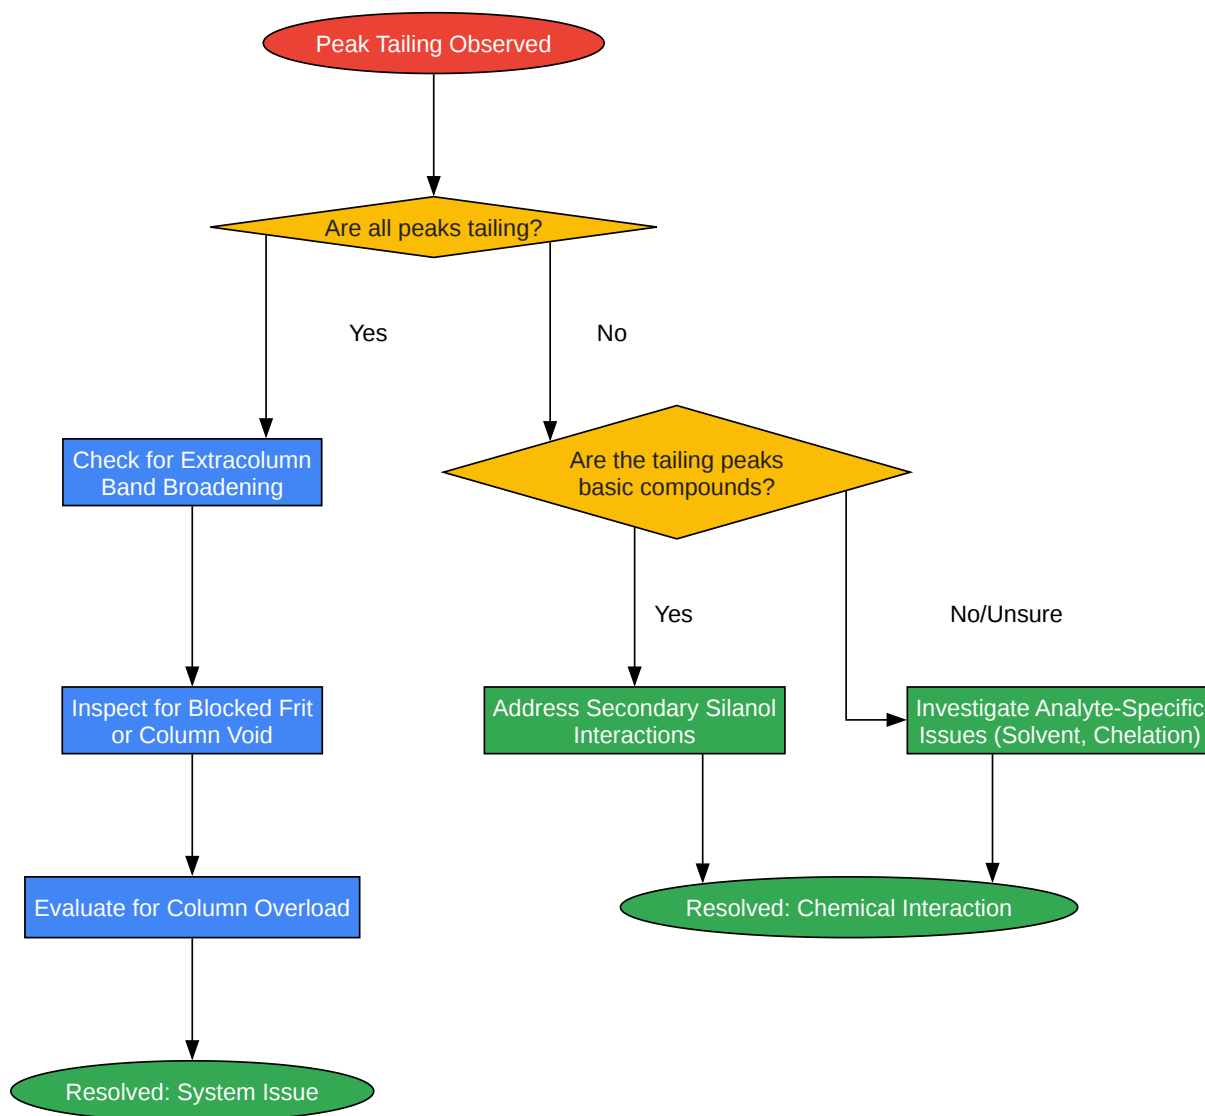 Peak Tailing Observed
Are all peaks tailing?
Yes
No
Check for Extracolumn
Band Broadening
Are the tailing peaks
basic compounds?
Yes
No/Unsure
Inspect for Blocked Frit
or Column Void
Address Secondary Silanol
Interactions
Investigate Analyte-Specific
Issues (Solvent, Chelation)
Evaluate for Column Overload
Resolved: Chemical Interaction
Resolved: System Issue